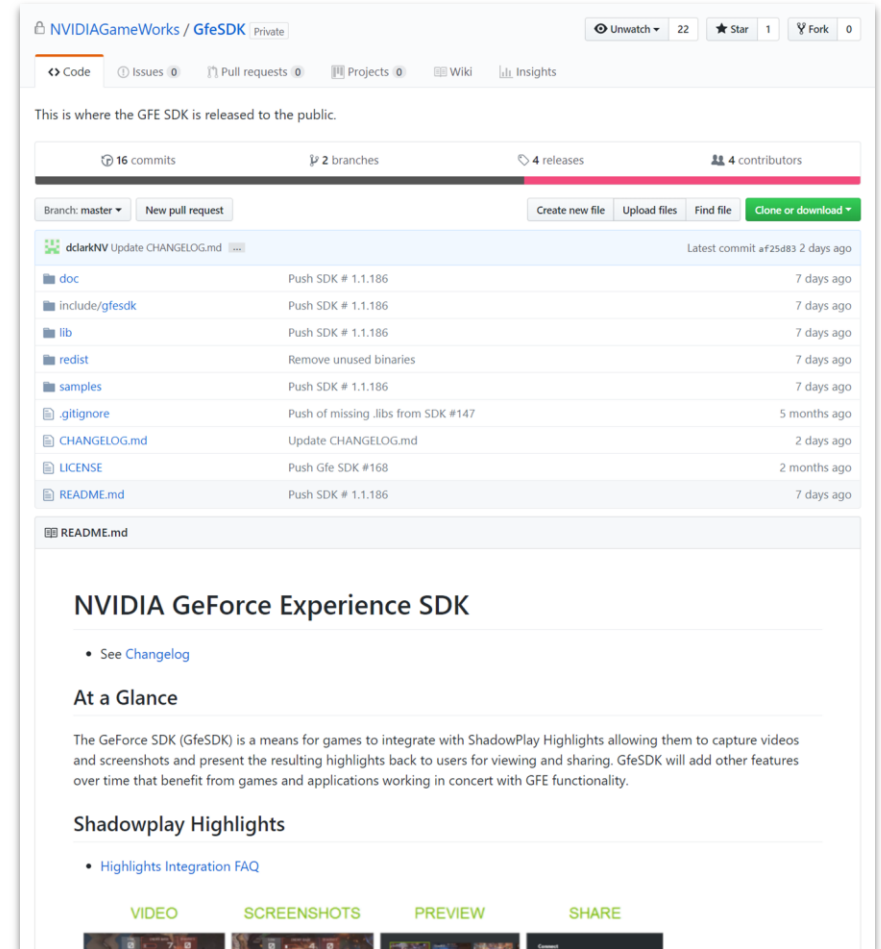 NVIDIAGameWorks / GfeSDK Private
Unwatch 22 Star 1 Fork 0
Code Issues 0 Pull requests 0 Projects 0 Wiki Insights
This is where the GFE SDK is released to the public.
16 commits 2 branches 4 releases 4 contributors
Branch: master New pull request Create new file Upload files Find file Clone or download
dclarkNV Update CHANGELOG.md ... Latest commit af25d83 2 days ago
doc Push SDK # 1.1.186 7 days ago
include/gfesdk Push SDK # 1.1.186 7 days ago
lib Push SDK # 1.1.186 7 days ago
redist Remove unused binaries 7 days ago
samples Push SDK # 1.1.186 7 days ago
.gitignore Push of missing .libs from SDK #147 5 months ago
CHANGELOG.md Update CHANGELOG.md 2 days ago
LICENSE Push Gfe SDK #168 2 months ago
README.md Push SDK # 1.1.186 7 days ago
README.md
NVIDIA GeForce Experience SDK
• See Changelog
At a Glance
The GeForce SDK (GfeSDK) is a means for games to integrate with ShadowPlay Highlights allowing them to capture videos
and screenshots and present the resulting highlights back to users for viewing and sharing. GfeSDK will add other features
over time that benefit from games and applications working in concert with GFE functionality.
Shadowplay Highlights
• Highlights Integration FAQ
VIDEO SCREENSHOTS PREVIEW SHARE